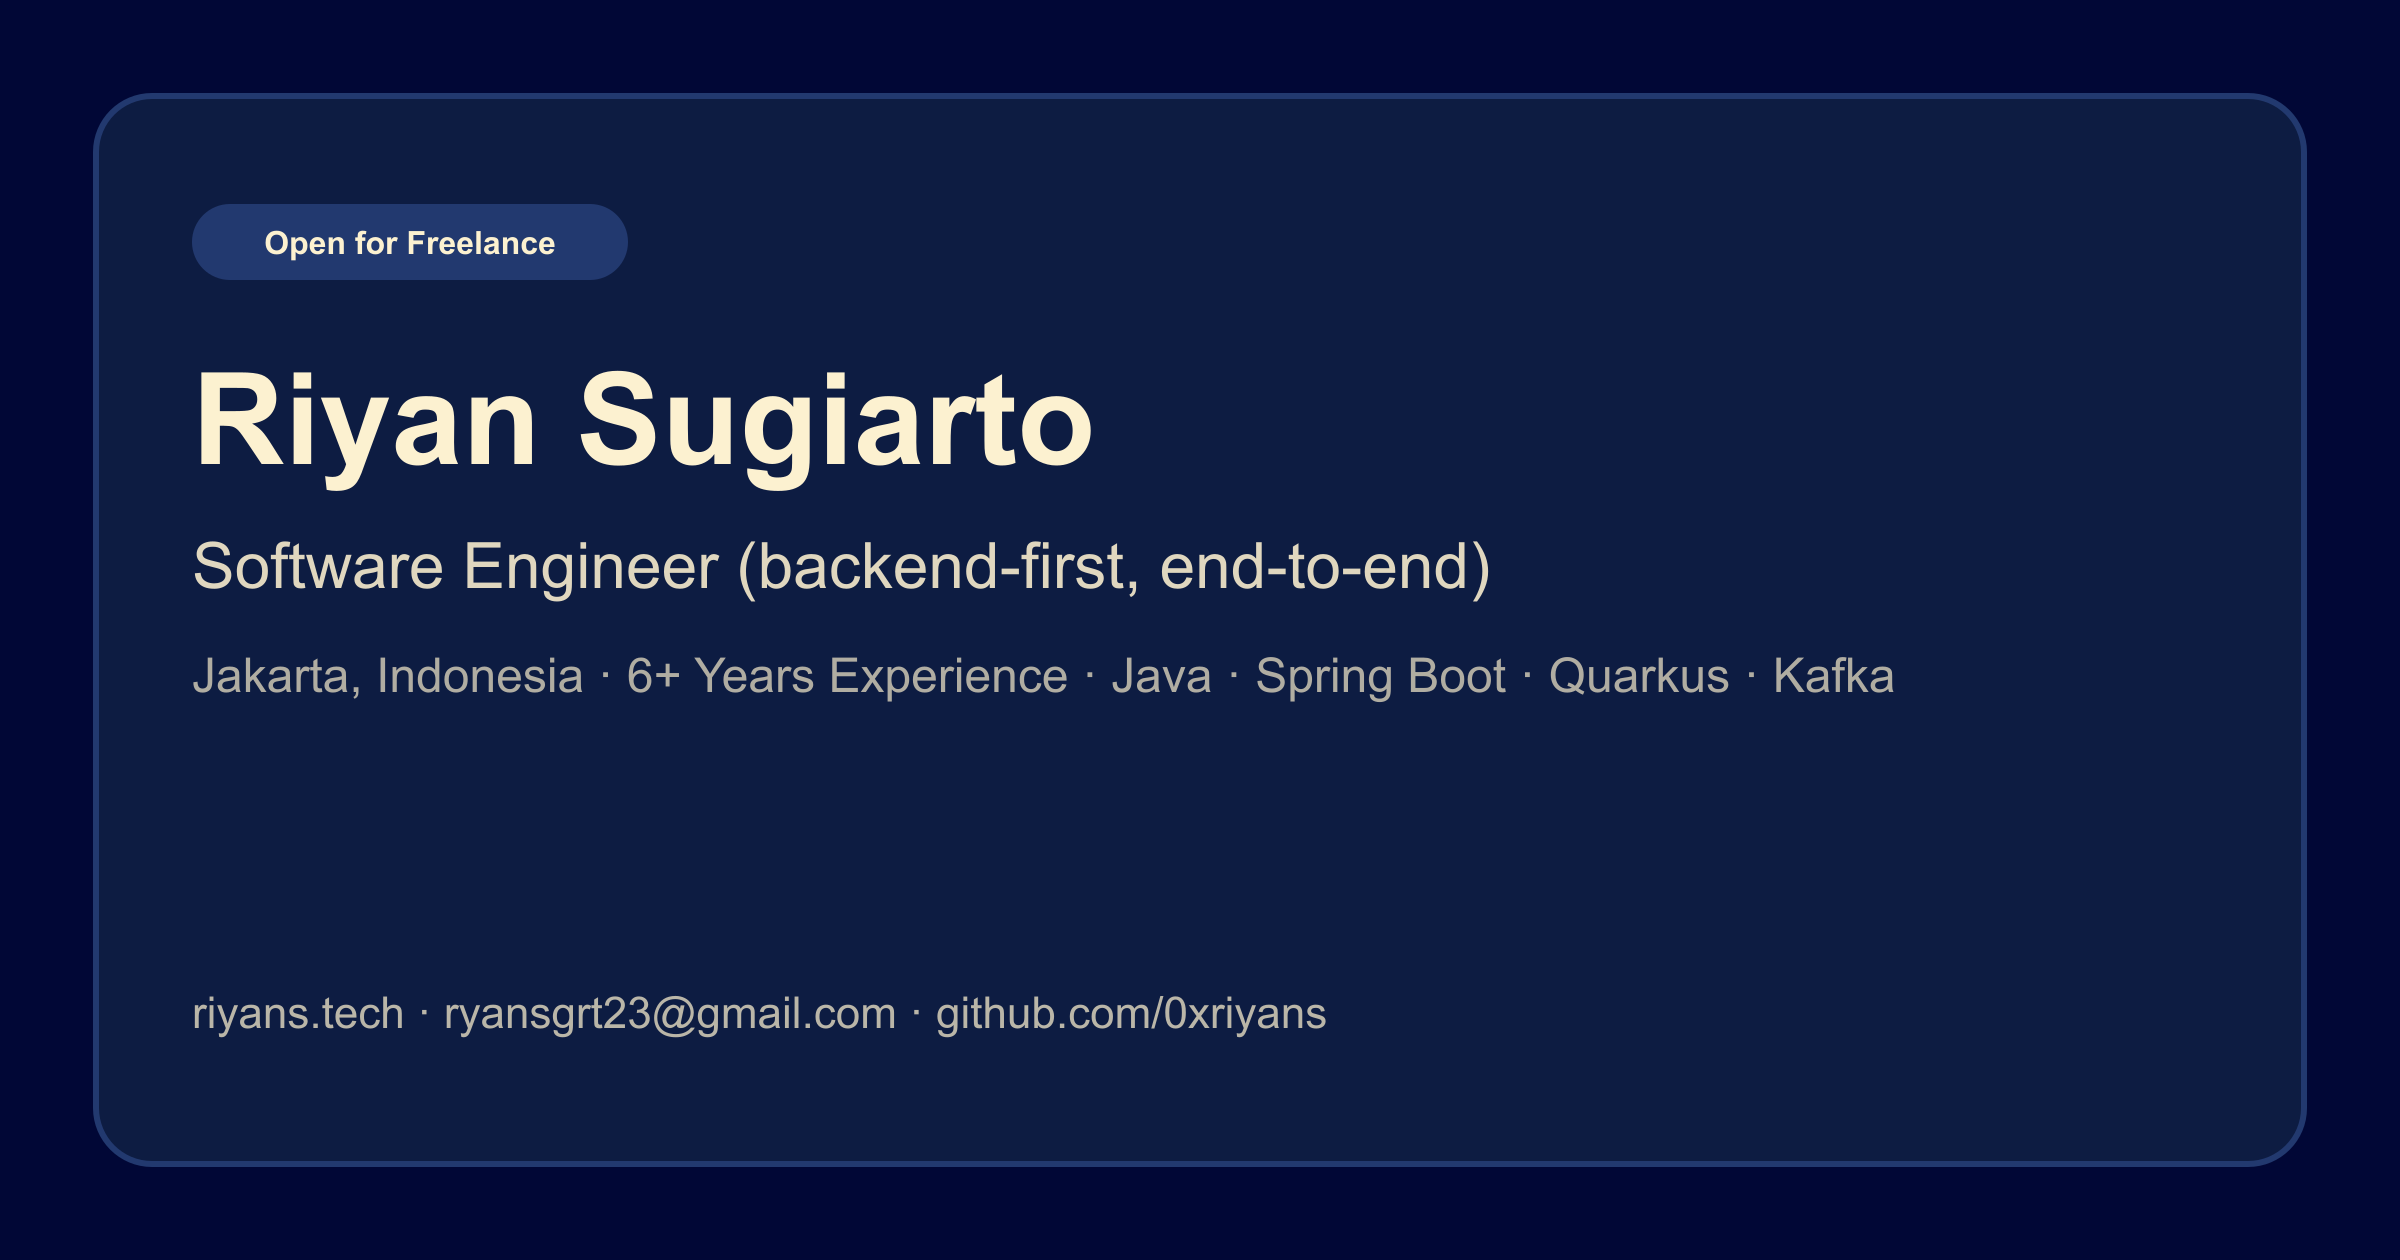 Open for Freelance
Riyan Sugiarto
Software Engineer (backend-first, end-to-end)
Jakarta, Indonesia · 6+ Years Experience · Java · Spring Boot · Quarkus · Kafka
riyans.tech · ryansgrt23@gmail.com · github.com/0xriyans